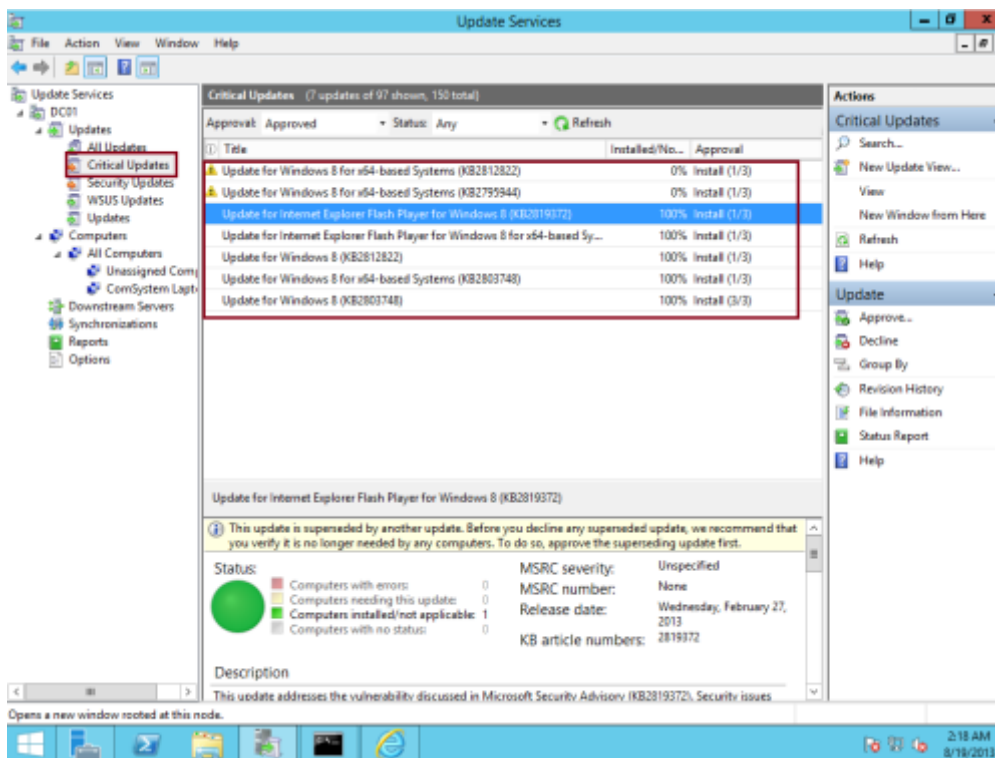 Update Services
File Action View Window Help
Update Services
DC01
Updates
All Updates
Critical Updates
Security Updates
WSUS Updates
Updates
Computers
All Computers
Unassigned Comp
ComSystem Lapt
Downstream Servers
Synchronizations
Reports
Options
Critical Updates (7 updates of 97 shown, 150 total)
Approval: Approved Status: Any Refresh
Title Installed/No... Approval
Update for Windows 8 for x64-based Systems (KB2812822) 0% Install (1/3)
Update for Windows 8 for x64-based Systems (KB2795944) 0% Install (1/3)
Update for Internet Explorer Flash Player for Windows 8 (KB2819372) 100% Install (1/3)
Update for Internet Explorer Flash Player for Windows 8 for x64-based Sy... 100% Install (1/3)
Update for Windows 8 (KB2812822) 100% Install (1/3)
Update for Windows 8 for x64-based Systems (KB2803748) 100% Install (1/3)
Update for Windows 8 (KB2803748) 100% Install (3/3)
Update for Internet Explorer Flash Player for Windows 8 (KB2819372)
This update is superseded by another update. Before you decline any superseded update, we recommend that
you verify it is no longer needed by any computers. To do so, approve the superseding update first.
Status:
Computers with errors: 0
Computers needing this update: 0
Computers installed/not applicable: 1
Computers with no status: 0
MSRC severity: Unspecified
MSRC number: None
Release date: Wednesday, February 27,
2013
KB article numbers: 2819372
Description
This update addresses the vulnerability discussed in Microsoft Security Advisory (KB2819372). Security issues
Actions
Critical Updates
Search...
New Update View...
View
New Window from Here
Refresh
Help
Update
Approve...
Decline
Group By
Revision History
File Information
Status Report
Help
Opens a new window rooted at this node.
2:18 AM
8/19/2013